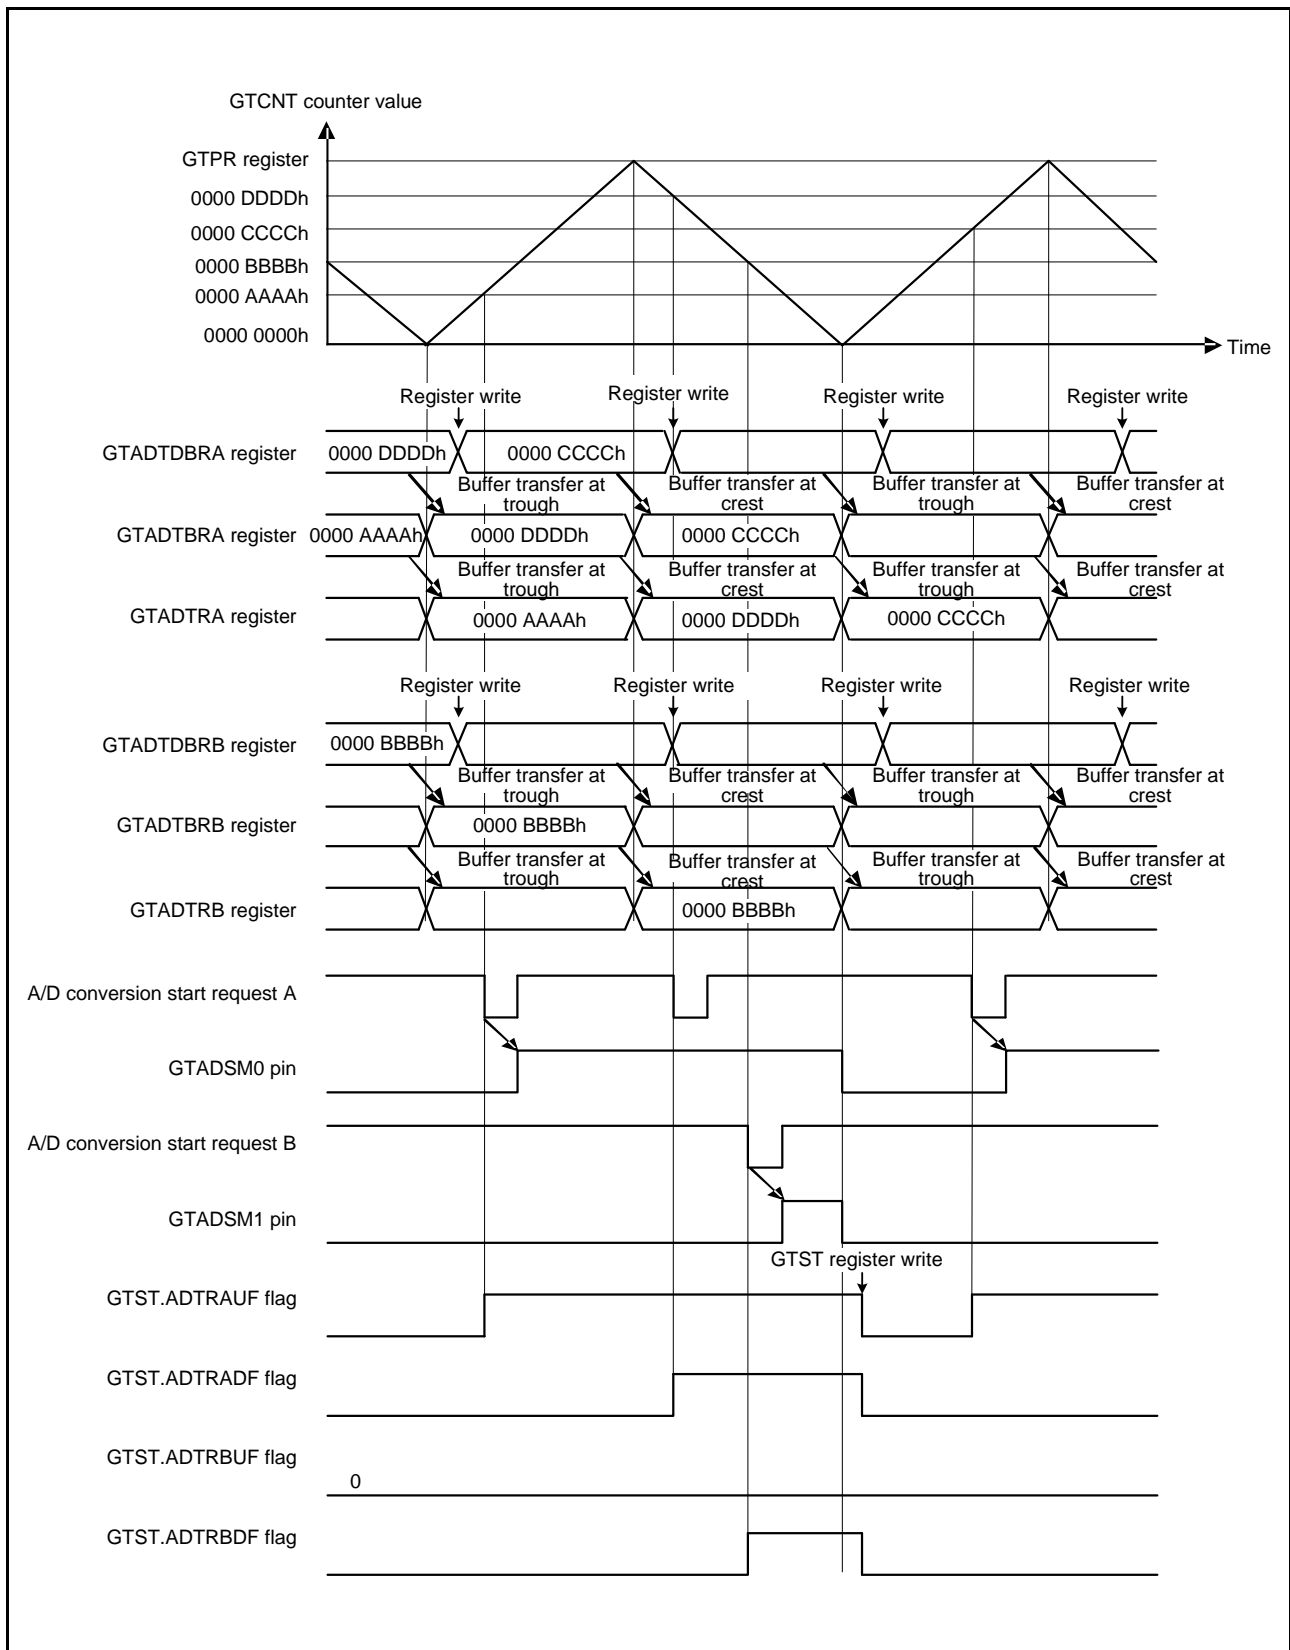 GTCNT counter value
GTPR register
0000 DDDDh
0000 CCCCh
0000 BBBBh
0000 AAAAh
0000 0000h
Time
Register write Register write Register write Register write
GTADTDBRA register 0000 DDDDh 0000 CCCCh
Buffer transfer at trough Buffer transfer at crest Buffer transfer at trough Buffer transfer at crest
GTADTBRA register 0000 AAAAh 0000 DDDDh 0000 CCCCh
Buffer transfer at trough Buffer transfer at crest Buffer transfer at trough Buffer transfer at crest
GTADTRA register 0000 AAAAh 0000 DDDDh 0000 CCCCh
Register write Register write Register write Register write
GTADTDBRB register 0000 BBBBh
Buffer transfer at trough Buffer transfer at crest Buffer transfer at trough Buffer transfer at crest
GTADTBRB register 0000 BBBBh
Buffer transfer at trough Buffer transfer at crest Buffer transfer at trough Buffer transfer at crest
GTADTRB register 0000 BBBBh
A/D conversion start request A
GTADSM0 pin
A/D conversion start request B
GTADSM1 pin
GTST register write
GTST.ADTRAUF flag
GTST.ADTRADF flag
GTST.ADTRBUF flag
0
GTST.ADTRBDF flag